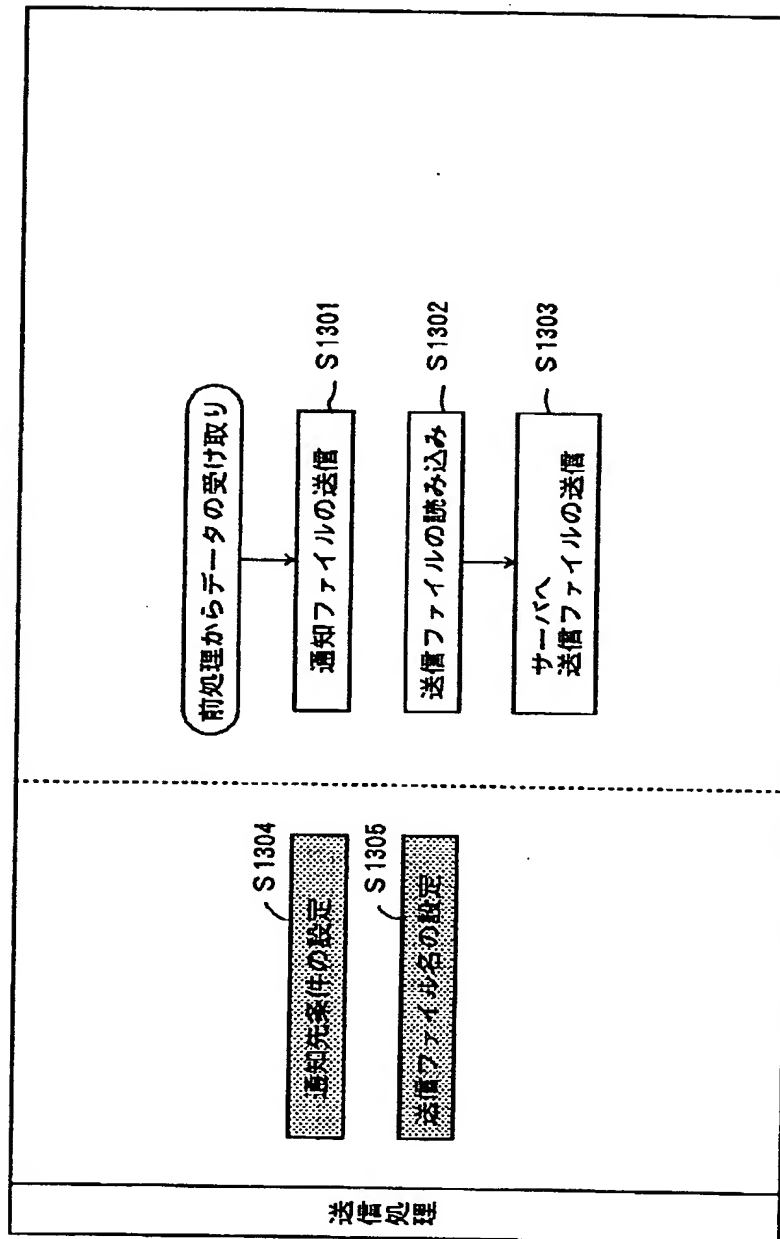 送信処理
通知先条件の設定
S1304
送信ファイル名の設定
S1305
前処理からデータの受け取り
通知ファイルの送信
S1301
送信ファイルの読み込み
S1302
サーバへ
送信ファイルの送信
S1303